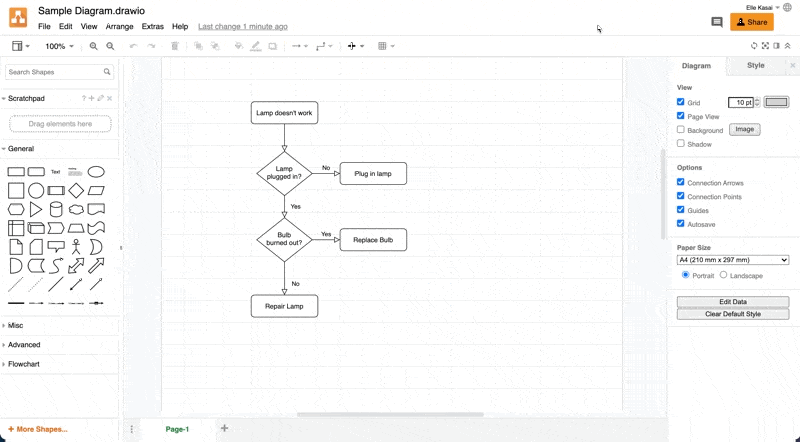 Sample Diagram.drawio
Elle Kasai
File Edit View Arrange Extras Help Last change 1 minute ago
Share
100%
Search Shapes
Scratchpad
Drag elements here
General
Text
Misc
Advanced
Flowchart
+ More Shapes...
Lamp doesn't work
Lamp
plugged in?
No
Plug in lamp
Yes
Bulb
burned out?
Yes
Replace Bulb
No
Repair Lamp
Page-1
Diagram Style
View
Grid 10 pt
Page View
Background Image
Shadow
Options
Connection Arrows
Connection Points
Guides
Autosave
Paper Size
A4 (210 mm x 297 mm)
Portrait Landscape
Edit Data
Clear Default Style